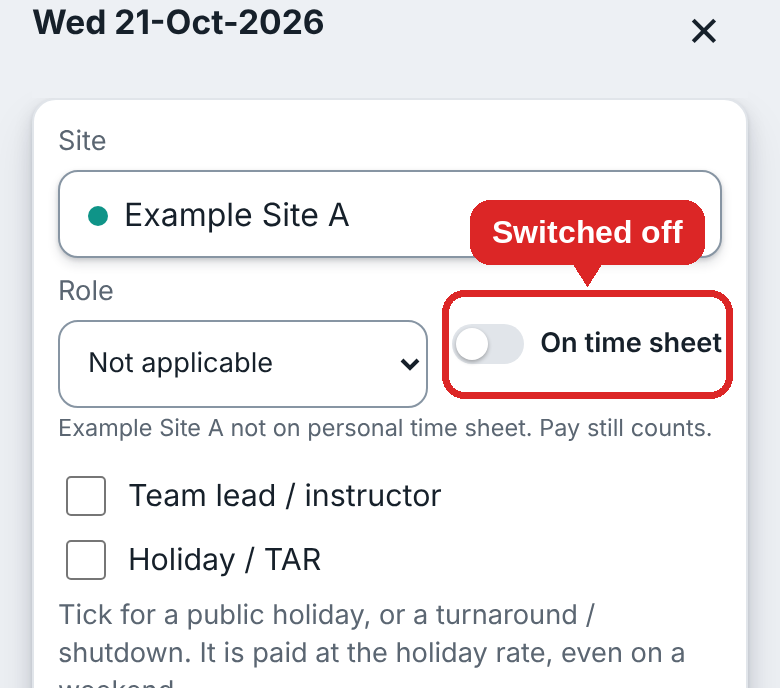 Wed 21-Oct-2026
Site
Example Site A
Switched off
Role
Not applicable
On time sheet
Example Site A not on personal time sheet. Pay still counts.
Team lead / instructor
Holiday / TAR
Tick for a public holiday, or a turnaround /
shutdown. It is paid at the holiday rate, even on a
weekend